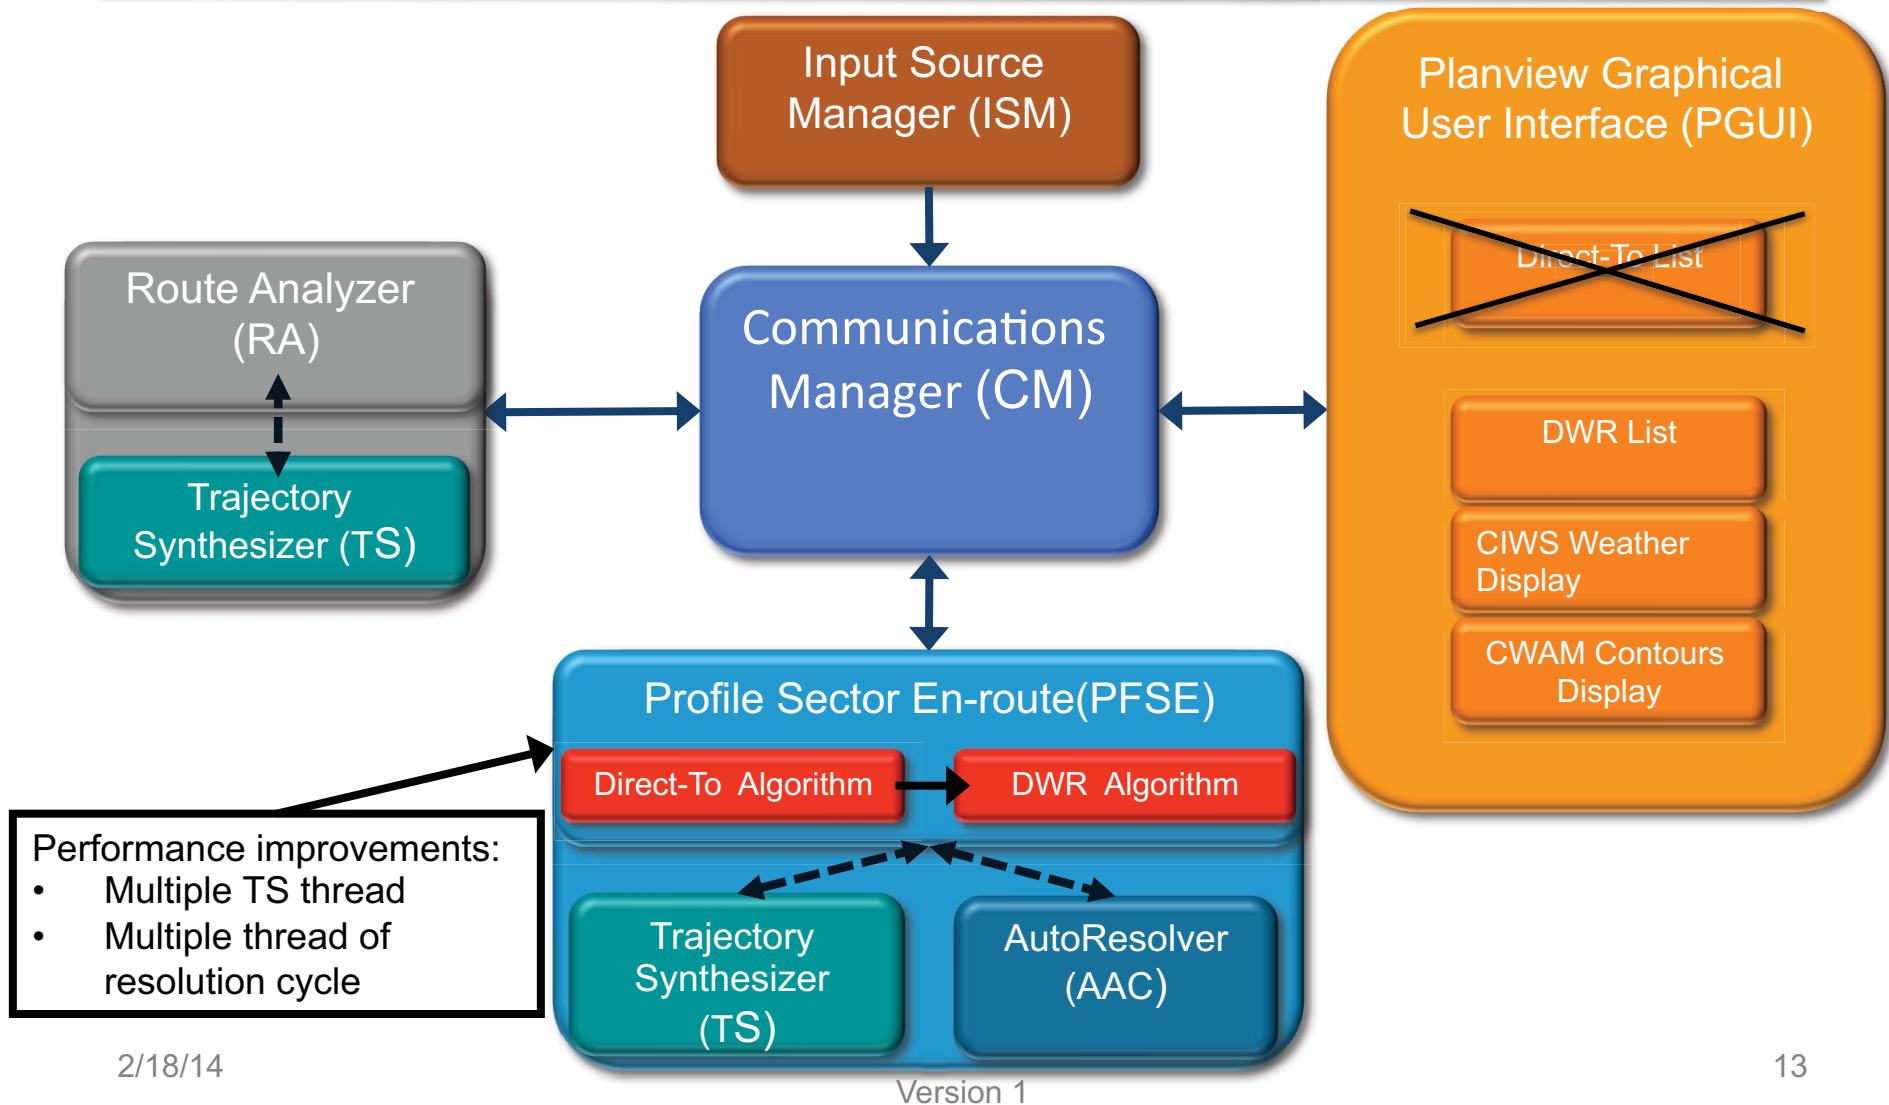 Input Source
Manager (ISM)
Planview Graphical
User Interface (PGUI)
Direct-To List
Route Analyzer
(RA)
Communications
Manager (CM)
DWR List
Trajectory
Synthesizer (TS)
CIWS Weather
Display
CWAM Contours
Display
Profile Sector En-route(PFSE)
Direct-To Algorithm
DWR Algorithm
Performance improvements:
• Multiple TS thread
• Multiple thread of
resolution cycle
Trajectory
Synthesizer
(TS)
AutoResolver
(AAC)
2/18/14
Version 1
13